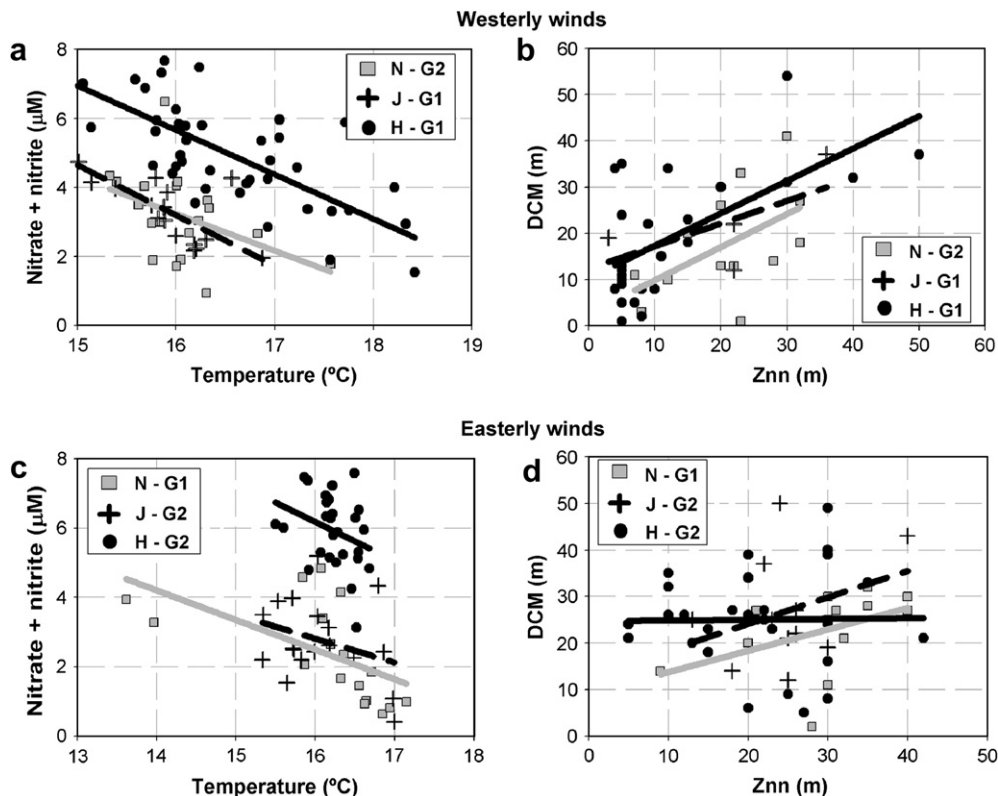 Westerly winds
a
Nitrate + nitrite (µM)
8
6
4
2
0
N - G2
J - G1
H - G1
15
16
17
18
19
Temperature (ºC)
b
DCM (m)
60
50
40
30
20
10
0
N - G2
J - G1
H - G1
0
10
20
30
40
50
60
Znn (m)
Easterly winds
c
Nitrate + nitrite (µM)
8
6
4
2
0
N - G1
J - G2
H - G2
13
14
15
16
17
18
Temperature (ºC)
d
DCM (m)
60
50
40
30
20
10
0
N - G1
J - G2
H - G2
0
10
20
30
40
50
Znn (m)